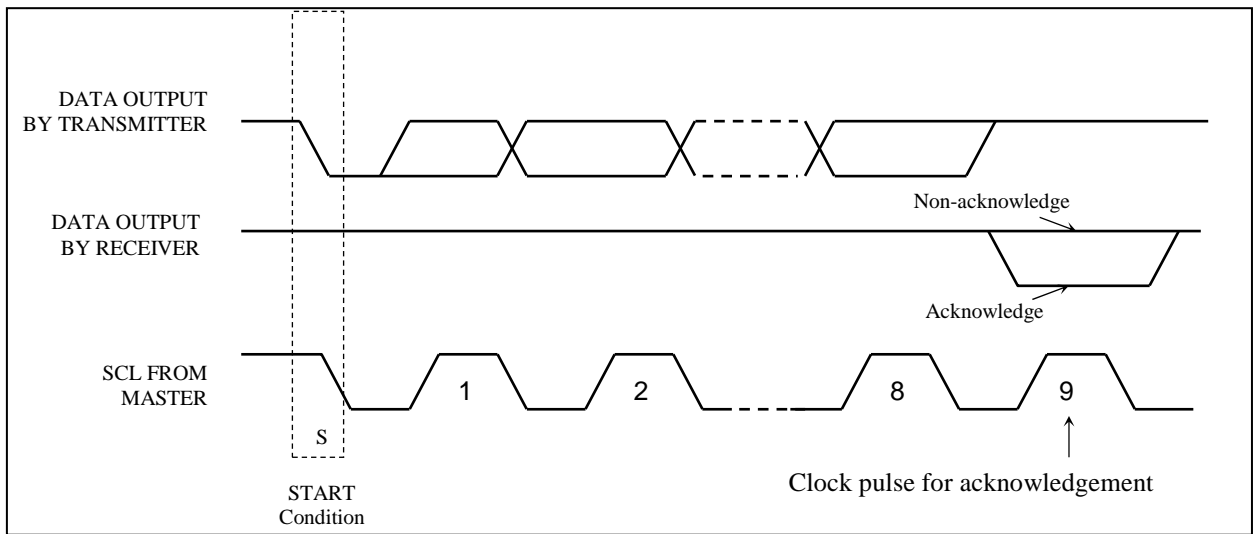 DATA OUTPUT
BY TRANSMITTER
Non-acknowledge
DATA OUTPUT
BY RECEIVER
Acknowledge
SCL FROM
MASTER
1
2
8
9
S
Clock pulse for acknowledgement
START
Condition